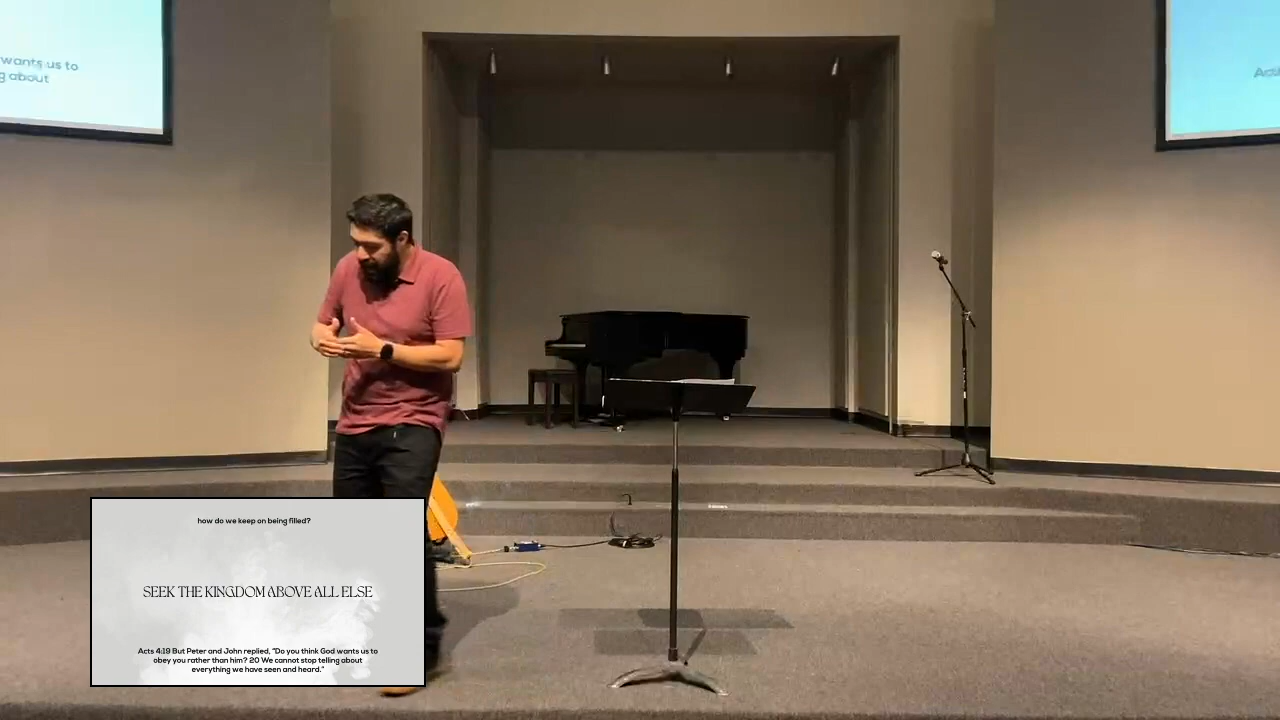 wants us to
g about
how do we keep on being filled?
SEEK THE KINGDOM ABOVE ALL ELSE
Acts 4:19 But Peter and John replied, “Do you think God wants us to
obey you rather than him? 20 We cannot stop telling about
everything we have seen and heard.”